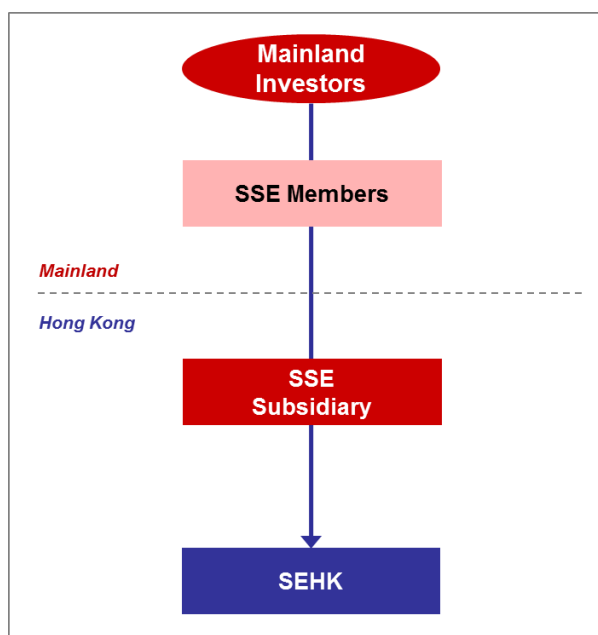 Mainland
Investors
SSE Members
Mainland
Hong Kong
SSE
Subsidiary
SEHK